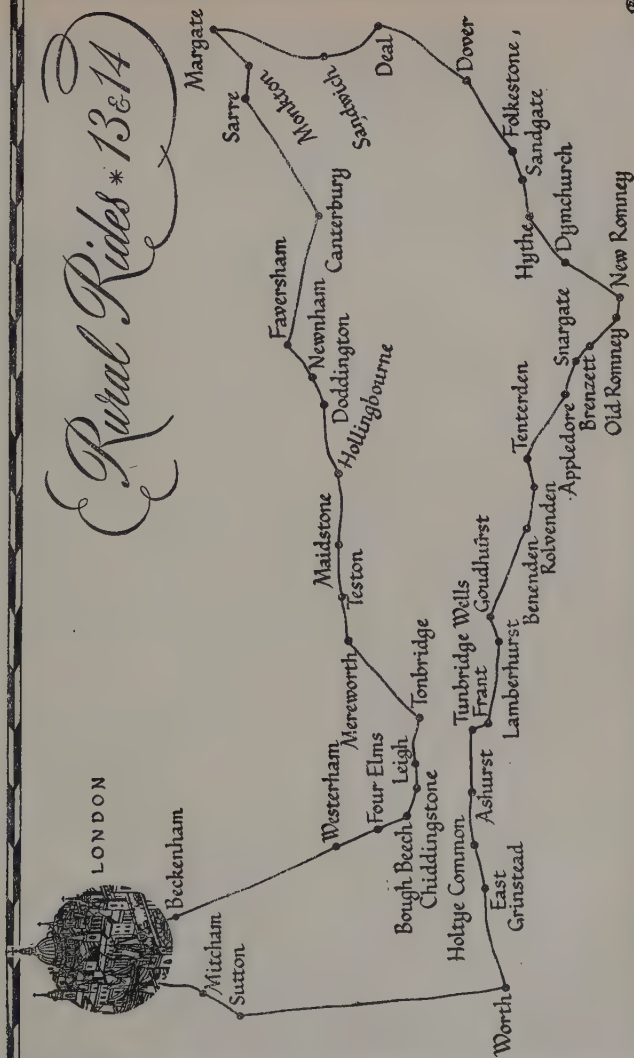 Rural Rides * 13 & 14
LONDON
Beckenham
Mitcham
Sutton
Worth
East
Grinstead
Holtye Common
Ashurst
Tunbridge Wells
Frant
Lamberhurst
Goudhurst
Benenden
Rolvenden
Tenterden
Appledore
Snargate
Brenzett
Old Romney
New Romney
Dymchurch
Hythe
Sandgate
Folkestone
Dover
Deal
Sandwich
Margate
Monkton
Sarre
Canterbury
Faversham
Newnham
Doddington
Hollingbourne
Maidstone
Teston
Mereworth
Tonbridge
Leigh
Chiddingstone
Bough Beech
Four Elms
Westerham